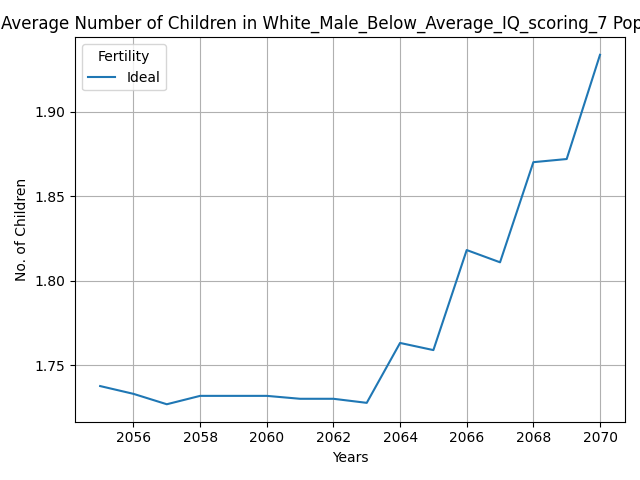 Average Number of Children in White_Male_Below_Average_IQ_scoring_7 Pop
Fertility
Ideal
No. of Children
1.90
1.85
1.80
1.75
2056 2058 2060 2062 2064 2066 2068 2070
Years